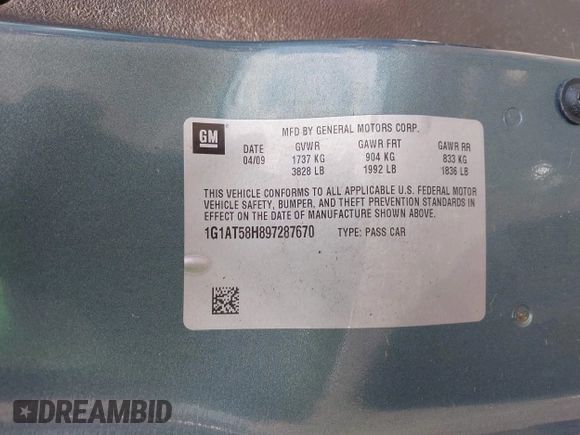 GM
MFD BY GENERAL MOTORS CORP.
DATE GVWR GAWR FRT GAWR RR
04/09 1737 KG 904 KG 833 KG
3828 LB 1992 LB 1836 LB
THIS VEHICLE CONFORMS TO ALL APPLICABLE U.S. FEDERAL MOTOR
VEHICLE SAFETY, BUMPER, AND THEFT PREVENTION STANDARDS IN
EFFECT ON THE DATE OF MANUFACTURE SHOWN ABOVE.
1G1AT58H897287670 TYPE: PASS CAR
DREAMBID